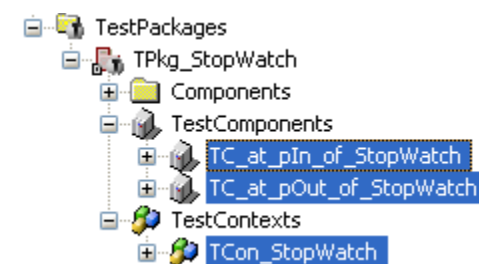 TestPackages
TPkg_StopWatch
Components
TestComponents
TC_at_pIn_of_StopWatch
TC_at_pOut_of_StopWatch
TestContexts
TCon_StopWatch